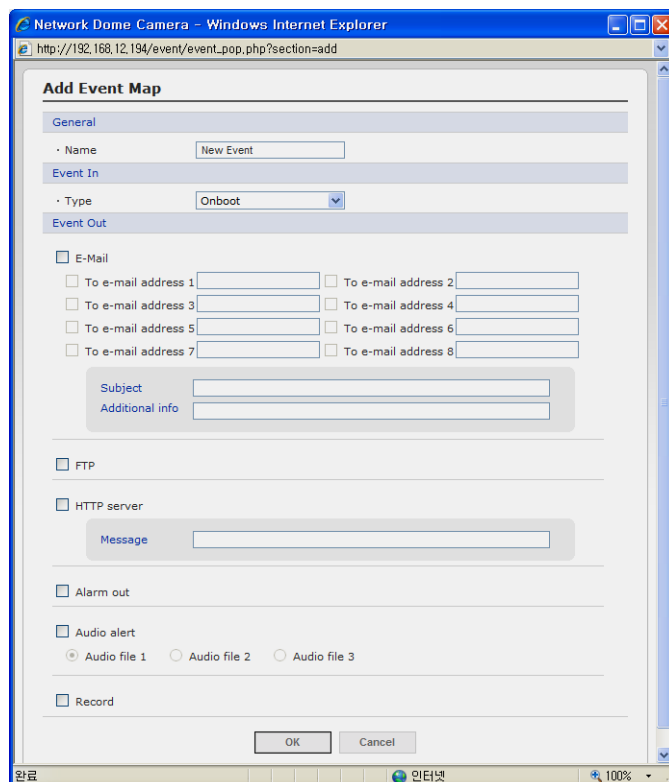 Network Dome Camera - Windows Internet Explorer
http://192,168,12,194/event/event_pop,php?section=add
Add Event Map
General
· Name New Event
Event In
· Type Onboot
Event Out
E-Mail
To e-mail address 1 To e-mail address 2
To e-mail address 3 To e-mail address 4
To e-mail address 5 To e-mail address 6
To e-mail address 7 To e-mail address 8
Subject
Additional info
FTP
HTTP server
Message
Alarm out
Audio alert
Audio file 1 Audio file 2 Audio file 3
Record
OK Cancel
완료 인터넷 100%